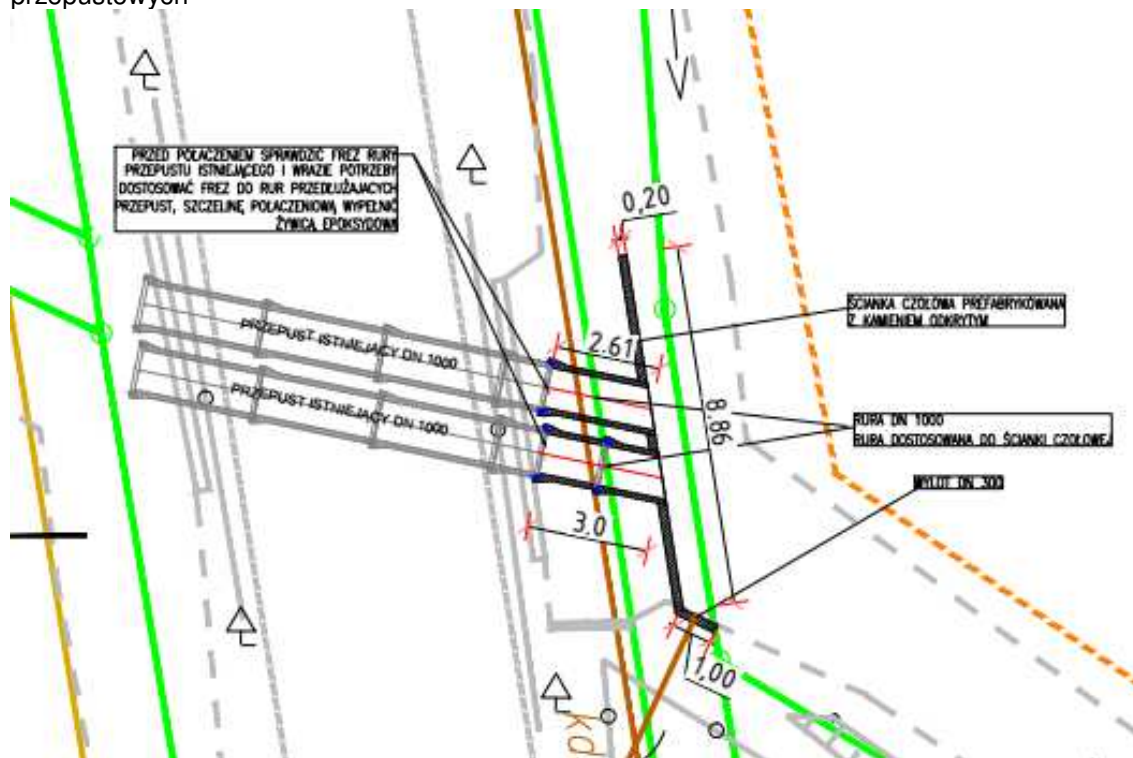 przepustowych
PRZED POŁĄCZENIEM SPRAWDZIĆ FREZ RURY
PRZEPUSTU ISTNIEJĄCEGO I WRAZIE POTRZEBY
DOSTOSOWAĆ FREZ DO RUR PRZEDŁUŻAJĄCYCH
PRZEPUST, SZCZELINĘ POŁĄCZENIOWĄ WYPEŁNIĆ
ŻYWICĄ EPOKSYDOWĄ
0,20
ŚCIANKA CZOŁOWA PREFABRYKOWANA
Z KAMIENIEM ODKRYTYM
2.61
PRZEPUST ISTNIEJĄCY DN 1000
PRZEPUST ISTNIEJĄCY DN 1000
8,86
RURA DN 1000
RURA DOSTOSOWANA DO ŚCIANKI CZOŁOWEJ
WYLOT DN 300
3.0
1,00
kd